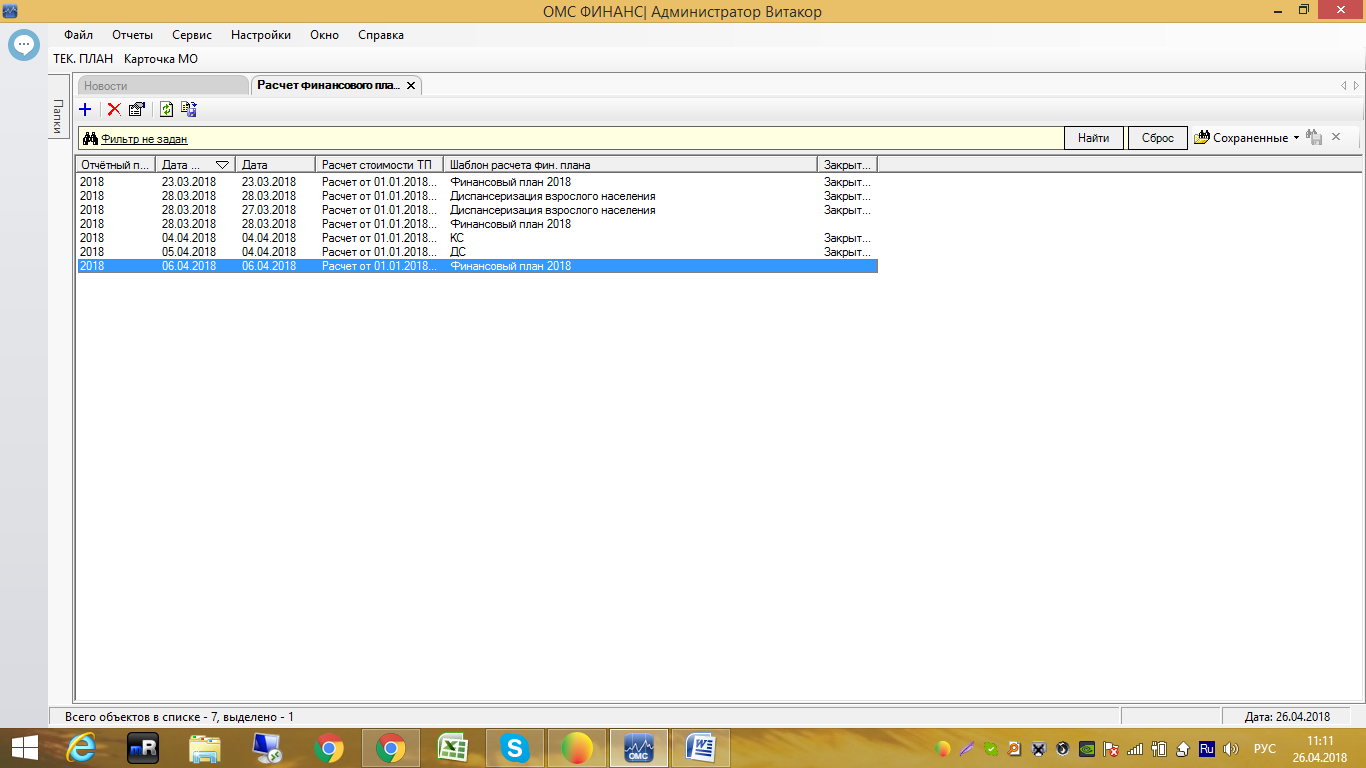 ОМС ФИНАНС| Администратор Витакор
Файл Отчеты Сервис Настройки Окно Справка
ТЕК. ПЛАН Карточка МО
Папки
Новости Расчет Финансового пла...
Фильтр не задан Найти Сброс Сохраненные
Отчётный п... Дата ... Дата Расчет стоимости ТП Шаблон расчета фин. плана Закрыт...
2018 23.03.2018 23.03.2018 Расчет от 01.01.2018... Финансовый план 2018 Закрыт...
2018 28.03.2018 28.03.2018 Расчет от 01.01.2018... Диспансеризация взрослого населения Закрыт...
2018 28.03.2018 27.03.2018 Расчет от 01.01.2018... Диспансеризация взрослого населения Закрыт...
2018 28.03.2018 28.03.2018 Расчет от 01.01.2018... Финансовый план 2018
2018 04.04.2018 04.04.2018 Расчет от 01.01.2018... КС Закрыт...
2018 05.04.2018 04.04.2018 Расчет от 01.01.2018... ДС Закрыт...
2018 06.04.2018 06.04.2018 Расчет от 01.01.2018... Финансовый план 2018
Всего объектов в списке - 7, выделено - 1 Дата: 26.04.2018
mR ОМС Ru РУС 11:11
26.04.2018